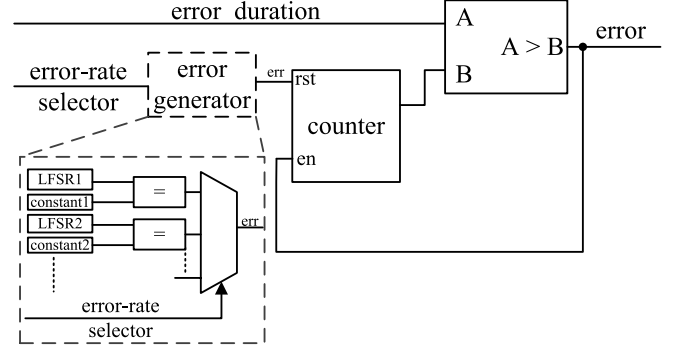 error duration
A
A > B
error
B
error-rate
selector
error
generator
err
rst
counter
en
LFSR1
constant1
=
LFSR2
constant2
=
err
error-rate
selector